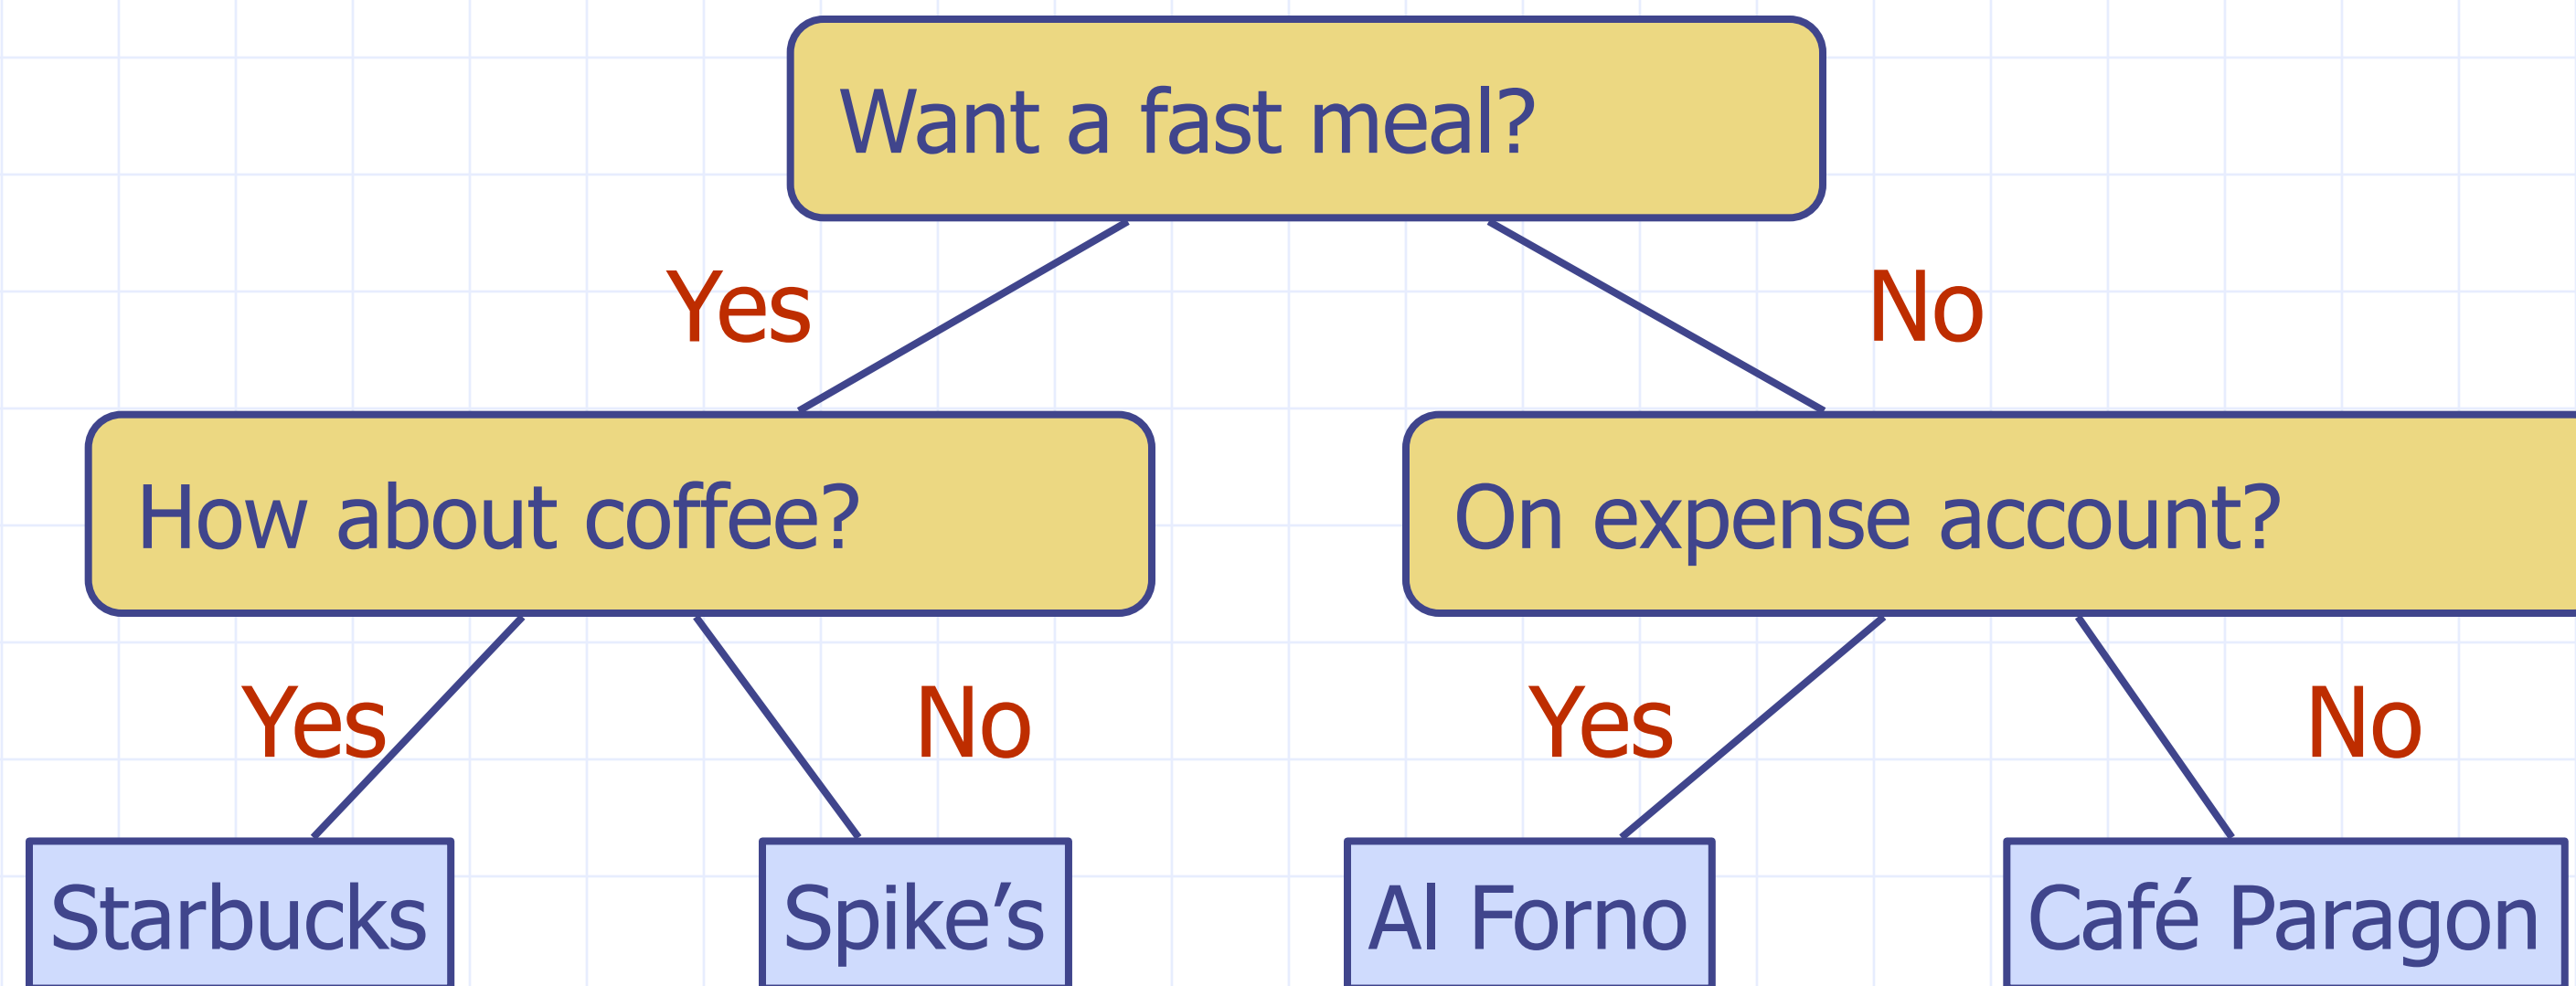 Want a fast meal?
Yes
No
How about coffee?
On expense account?
Yes
No
Yes
No
Starbucks
Spike’s
Al Forno
Café Paragon